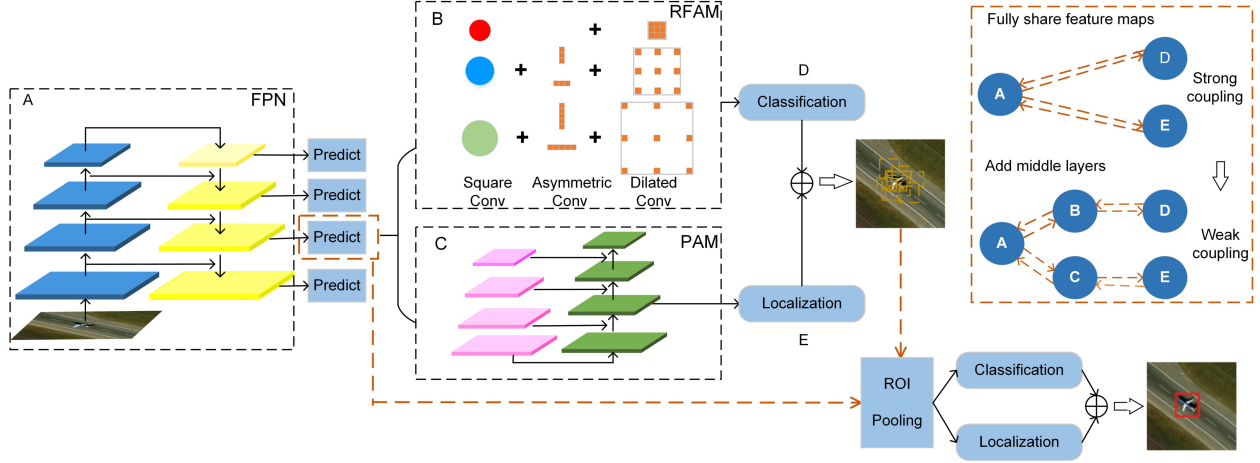 A
FPN
Predict
Predict
Predict
Predict
B
RFAM
+
+
+
+
+
Square
Conv
Asymmetric
Conv
Dilated
Conv
C
PAM
D
Classification
Localization
E
ROI
Pooling
Classification
Localization
Fully share feature maps
A
D
E
Strong
coupling
Add middle layers
A
B
D
C
E
Weak
coupling